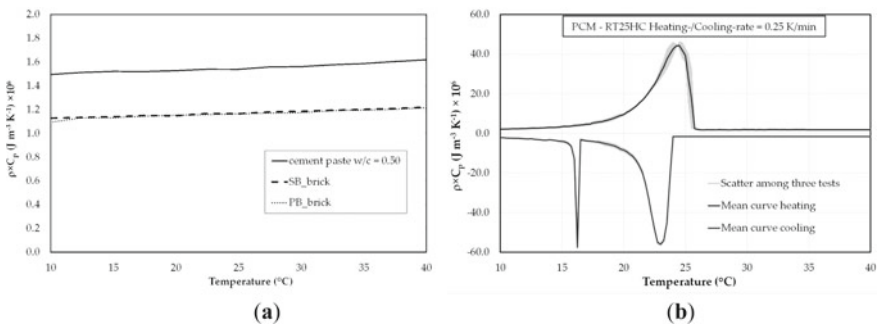 2.0
1.8
1.6
1.4
1.2
1.0
0.8
0.6
0.4
0.2
0.0
ρ×Cp (J m⁻³ K⁻¹) ×10⁶
cement paste w/c = 0.50
SB_brick
PB_brick
10 15 20 25 30 35 40
Temperature (°C)
(a)
60.0
40.0
20.0
0.0
-20.0
-40.0
-60.0
ρ×Cp (J m⁻³ K⁻¹) × 10⁶
PCM - RT25HC Heating-/Cooling-rate = 0.25 K/min
Scatter among three tests
Mean curve heating
Mean curve cooling
10 15 20 25 30 35 40
Temperature (°C)
(b)